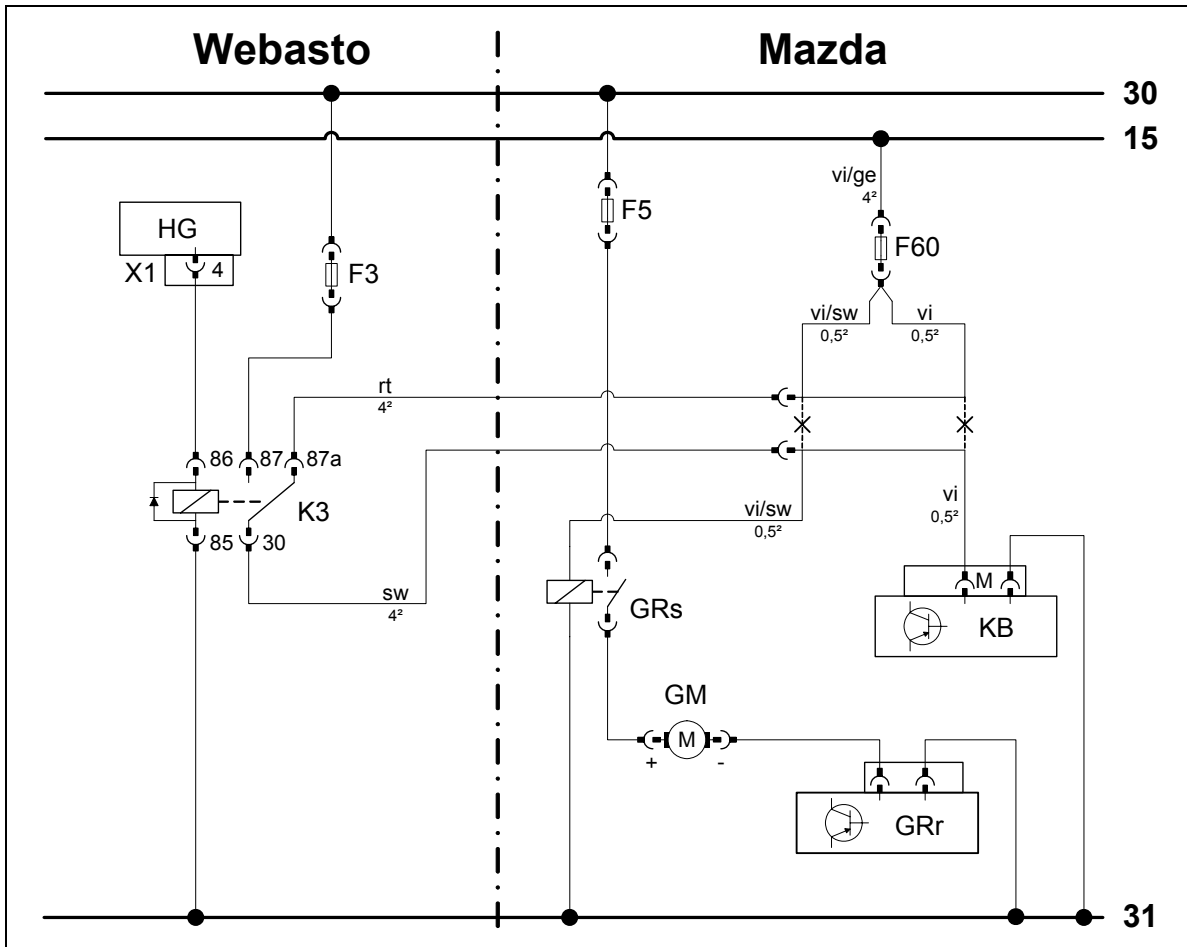 Webasto
Mazda
30
15
vi/ge
4²
F5
HG
F60
X1
4
F3
vi/sw
0,5²
vi
0,5²
rt
4²
86
87
87a
K3
vi
0,5²
vi/sw
0,5²
85
30
sw
4²
M
GRs
KB
GM
M
+
-
GRr
31